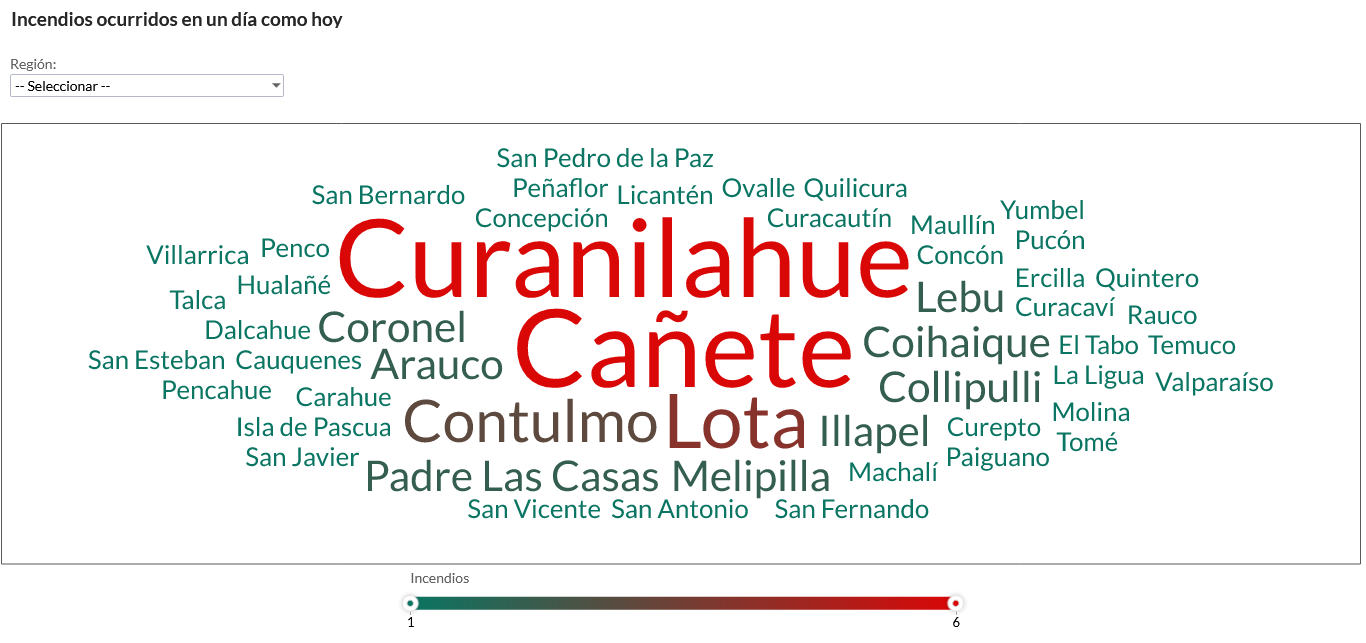 Incendios ocurridos en un día como hoy
Región:
-- Seleccionar --
San Pedro de la Paz
San Bernardo Peñaflor Licantén Ovalle Quilicura
Concepción Curacautín Maullín Yumbel
Villarrica Penco Curanilahue Concón Pucón
Hualañé Ercilla Quintero
Talca Lebu Curacaví Rauco
Dalcahue Coronel Cañete Coihaique El Tabo Temuco
San Esteban Cauquenes Arauco La Ligua Valparaíso
Pencahue Carahue Collipulli
Isla de Pascua Contulmo Lota Illapel Curepto Molina
San Javier Paiguano Tomé
Padre Las Casas Melipilla Machalí
San Vicente San Antonio San Fernando
Incendios
1 6